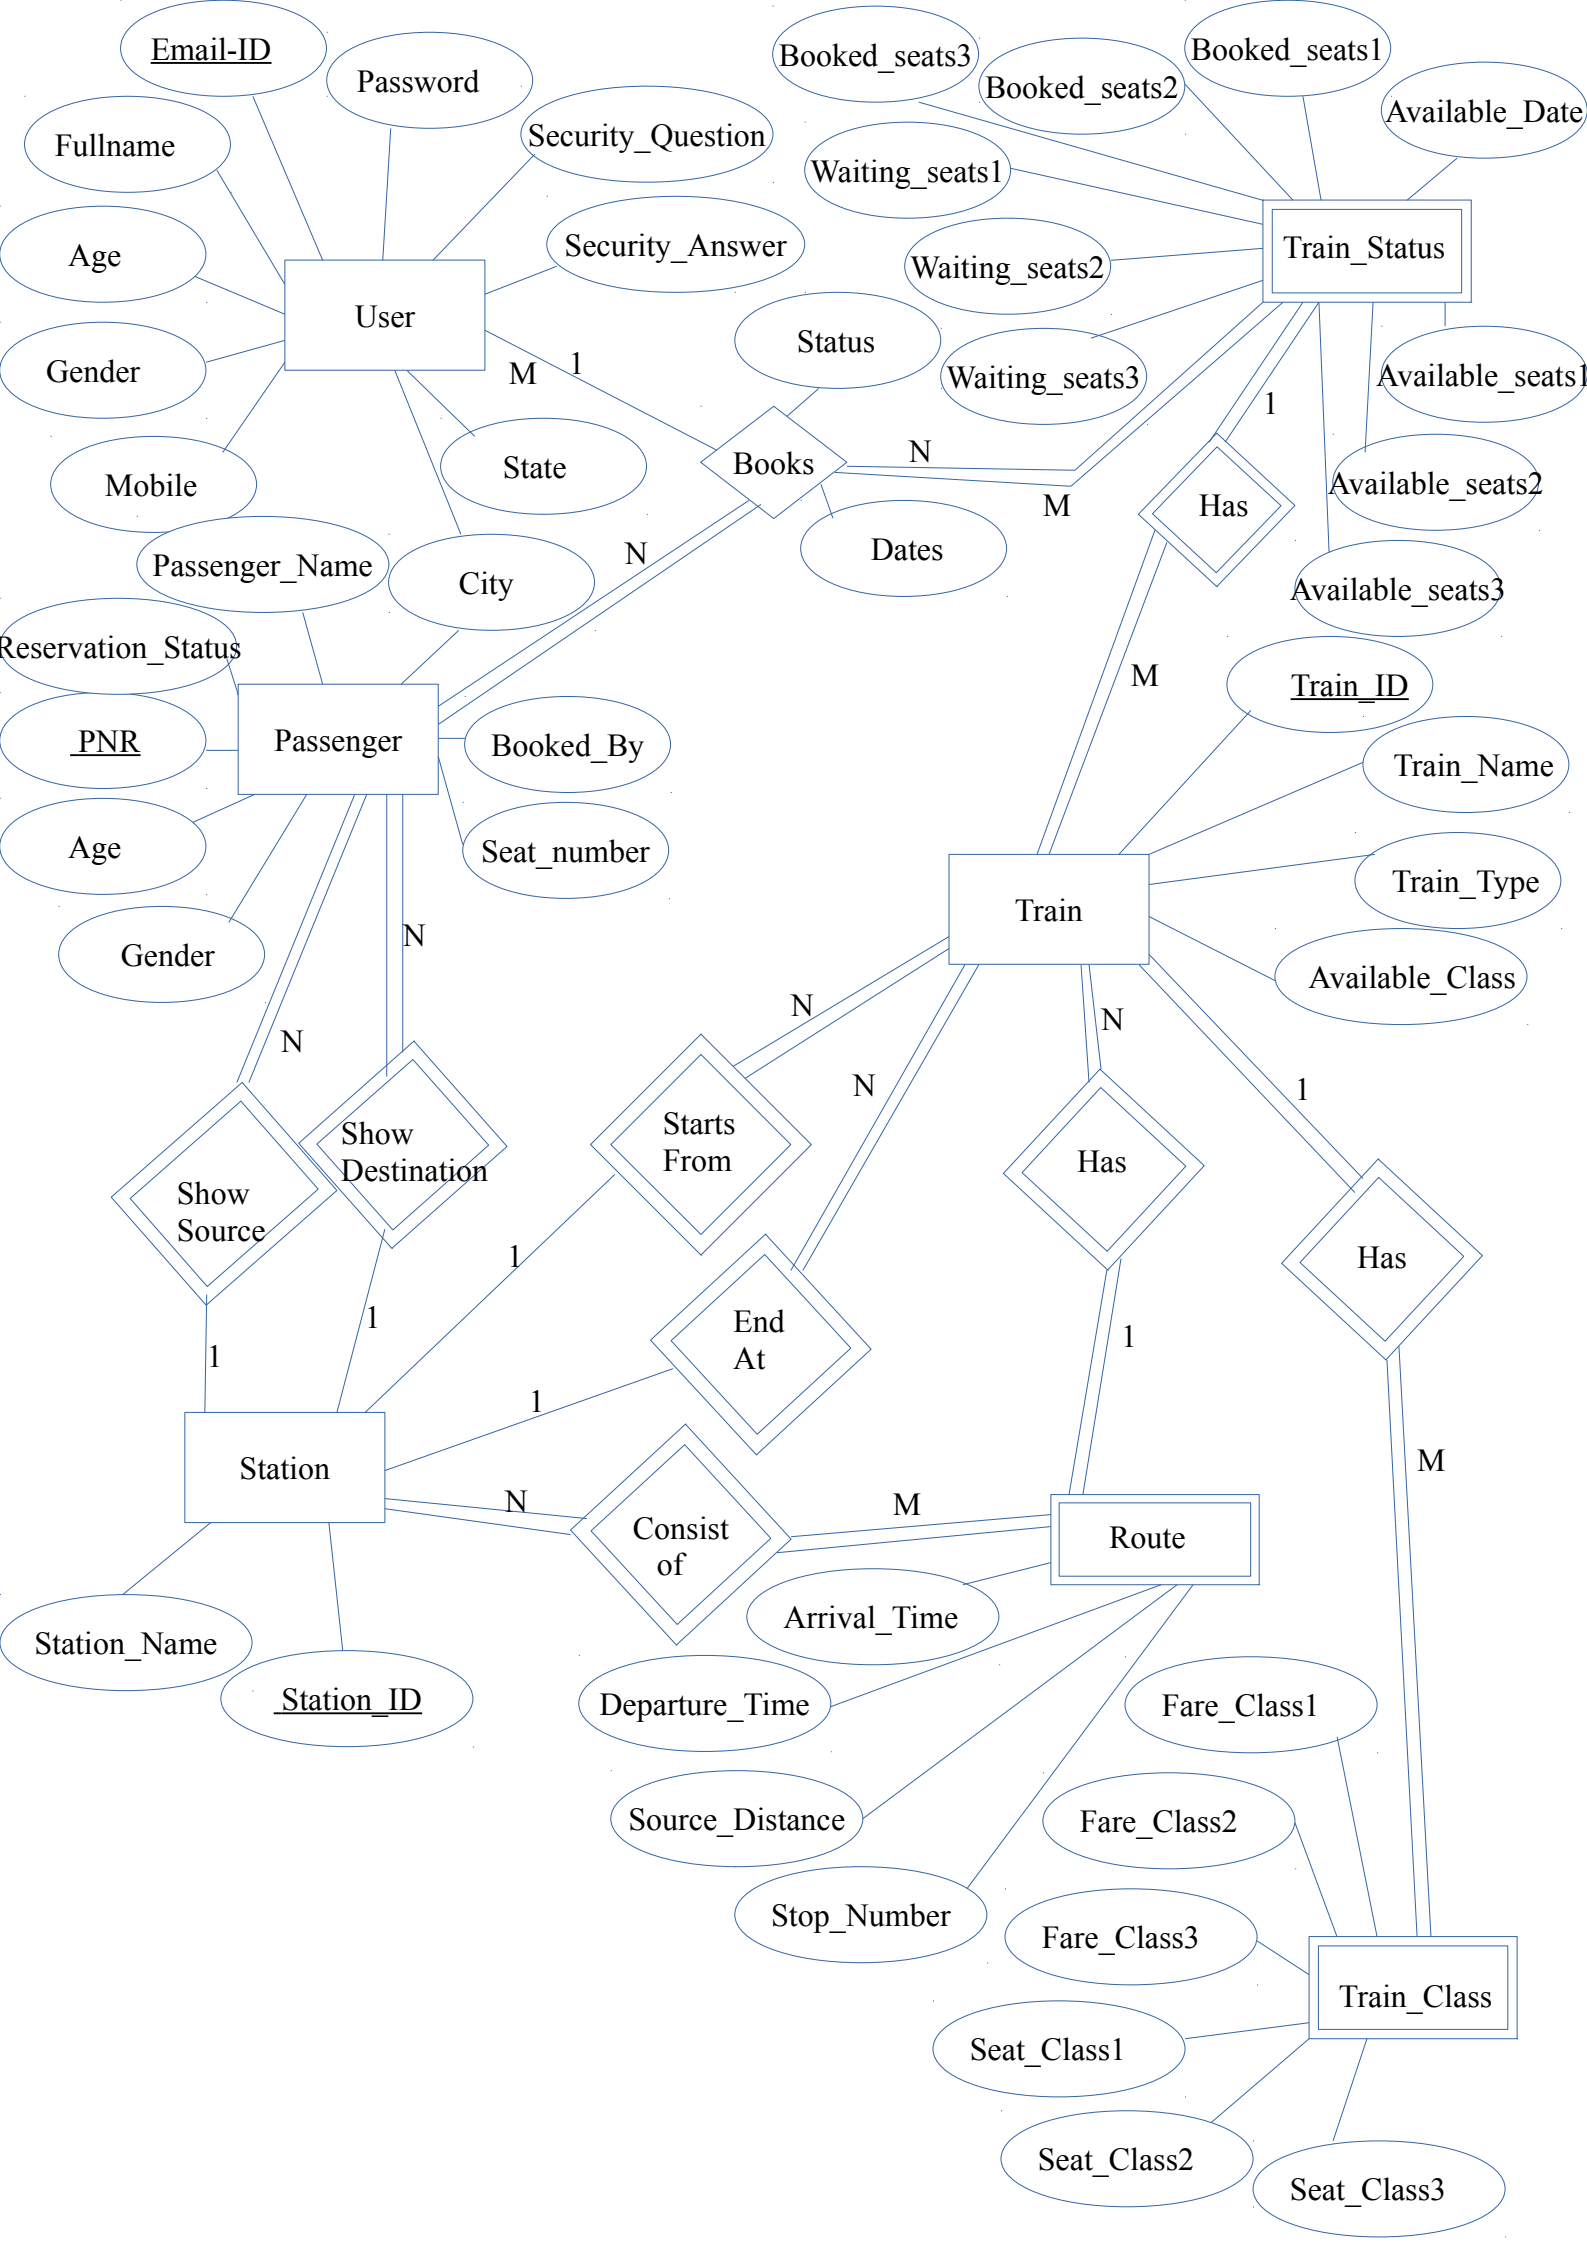 Email-ID
Password
Fullname
Security_Question
Age
Security_Answer
User
Gender
Mobile
State
City
Booked_seats3
Booked_seats2
Booked_seats1
Available_Date
Waiting_seats1
Waiting_seats2
Waiting_seats3
Train_Status
Available_seats1
Available_seats2
Available_seats3
Status
M
1
Books
N
M
Dates
N
1
Has
M
Passenger_Name
Reservation_Status
PNR
Passenger
Booked_By
Age
Seat_number
Gender
Train_ID
Train_Name
Train_Type
Available_Class
Train
N
N
N
N
N
1
Show
Source
Show
Destination
Starts
From
Has
Has
End
At
1
1
1
1
1
M
Station
N
Consist
of
M
Route
Station_Name
Station_ID
Arrival_Time
Departure_Time
Source_Distance
Stop_Number
Fare_Class1
Fare_Class2
Fare_Class3
Train_Class
Seat_Class1
Seat_Class2
Seat_Class3